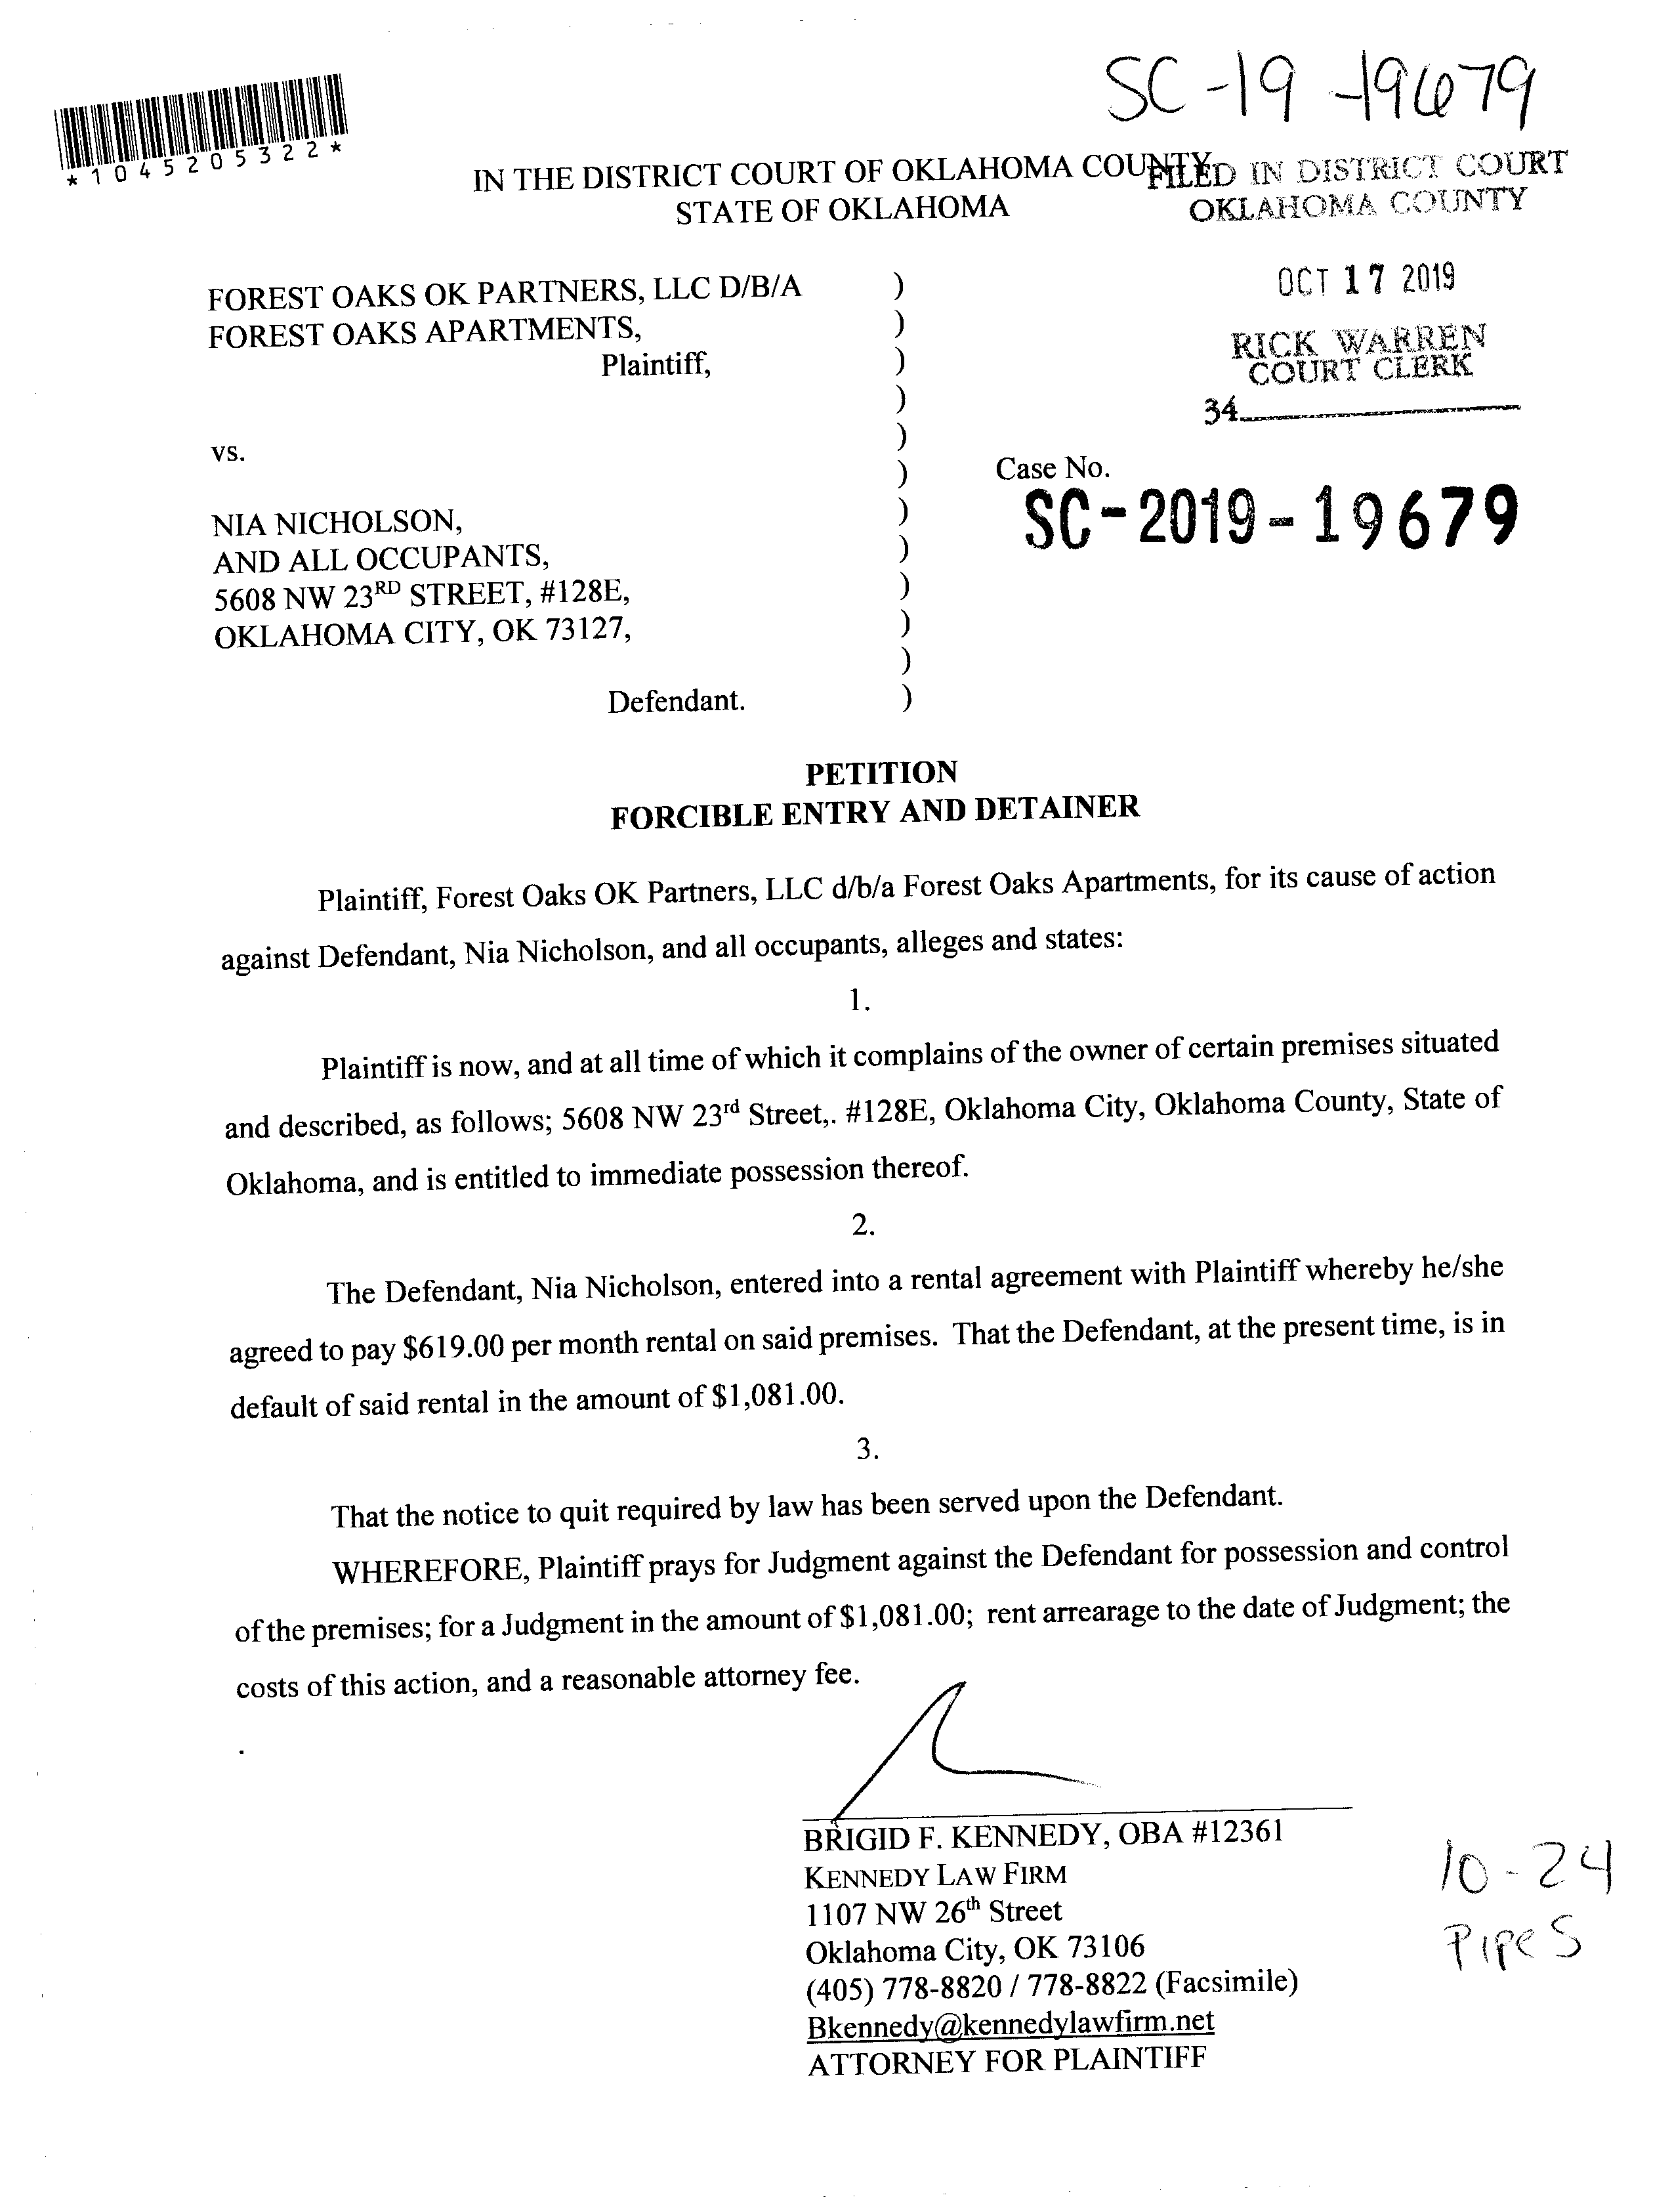 SC-19-19679
*1045205322*
IN THE DISTRICT COURT OF OKLAHOMA COUNTY
STATE OF OKLAHOMA
FILED IN DISTRICT COURT
OKLAHOMA COUNTY
OCT 17 2019
RICK WARREN
COURT CLERK
34
FOREST OAKS OK PARTNERS, LLC D/B/A )
FOREST OAKS APARTMENTS, )
Plaintiff, )
)
vs. )
) Case No.
SC-2019-19679
NIA NICHOLSON, )
AND ALL OCCUPANTS, )
5608 NW 23RD STREET, #128E, )
OKLAHOMA CITY, OK 73127, )
)
Defendant. )
PETITION
FORCIBLE ENTRY AND DETAINER
Plaintiff, Forest Oaks OK Partners, LLC d/b/a Forest Oaks Apartments, for its cause of action
against Defendant, Nia Nicholson, and all occupants, alleges and states:
1.
Plaintiff is now, and at all time of which it complains of the owner of certain premises situated
and described, as follows; 5608 NW 23rd Street,. #128E, Oklahoma City, Oklahoma County, State of
Oklahoma, and is entitled to immediate possession thereof.
2.
The Defendant, Nia Nicholson, entered into a rental agreement with Plaintiff whereby he/she
agreed to pay $619.00 per month rental on said premises. That the Defendant, at the present time, is in
default of said rental in the amount of $1,081.00.
3.
That the notice to quit required by law has been served upon the Defendant.
WHEREFORE, Plaintiff prays for Judgment against the Defendant for possession and control
of the premises; for a Judgment in the amount of $1,081.00; rent arrearage to the date of Judgment; the
costs of this action, and a reasonable attorney fee.
.
BRIGID F. KENNEDY, OBA #12361
KENNEDY LAW FIRM
1107 NW 26th Street
Oklahoma City, OK 73106
(405) 778-8820 / 778-8822 (Facsimile)
Bkennedy@kennedylawfirm.net
ATTORNEY FOR PLAINTIFF
10-24
Pipes